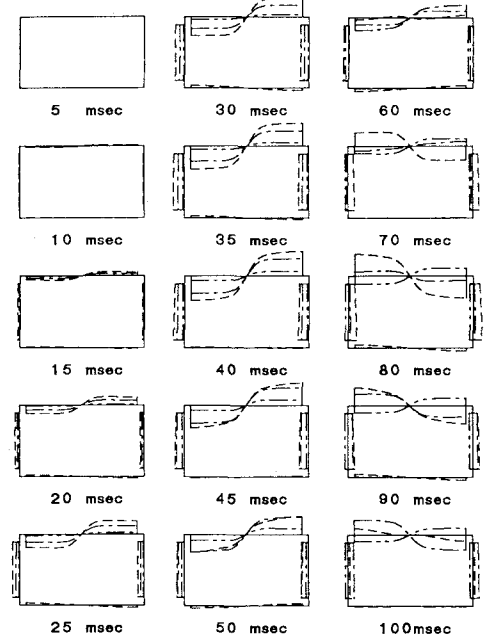 5 msec
30 msec
60 msec
10 msec
35 msec
70 msec
15 msec
40 msec
80 msec
20 msec
45 msec
90 msec
25 msec
50 msec
100msec